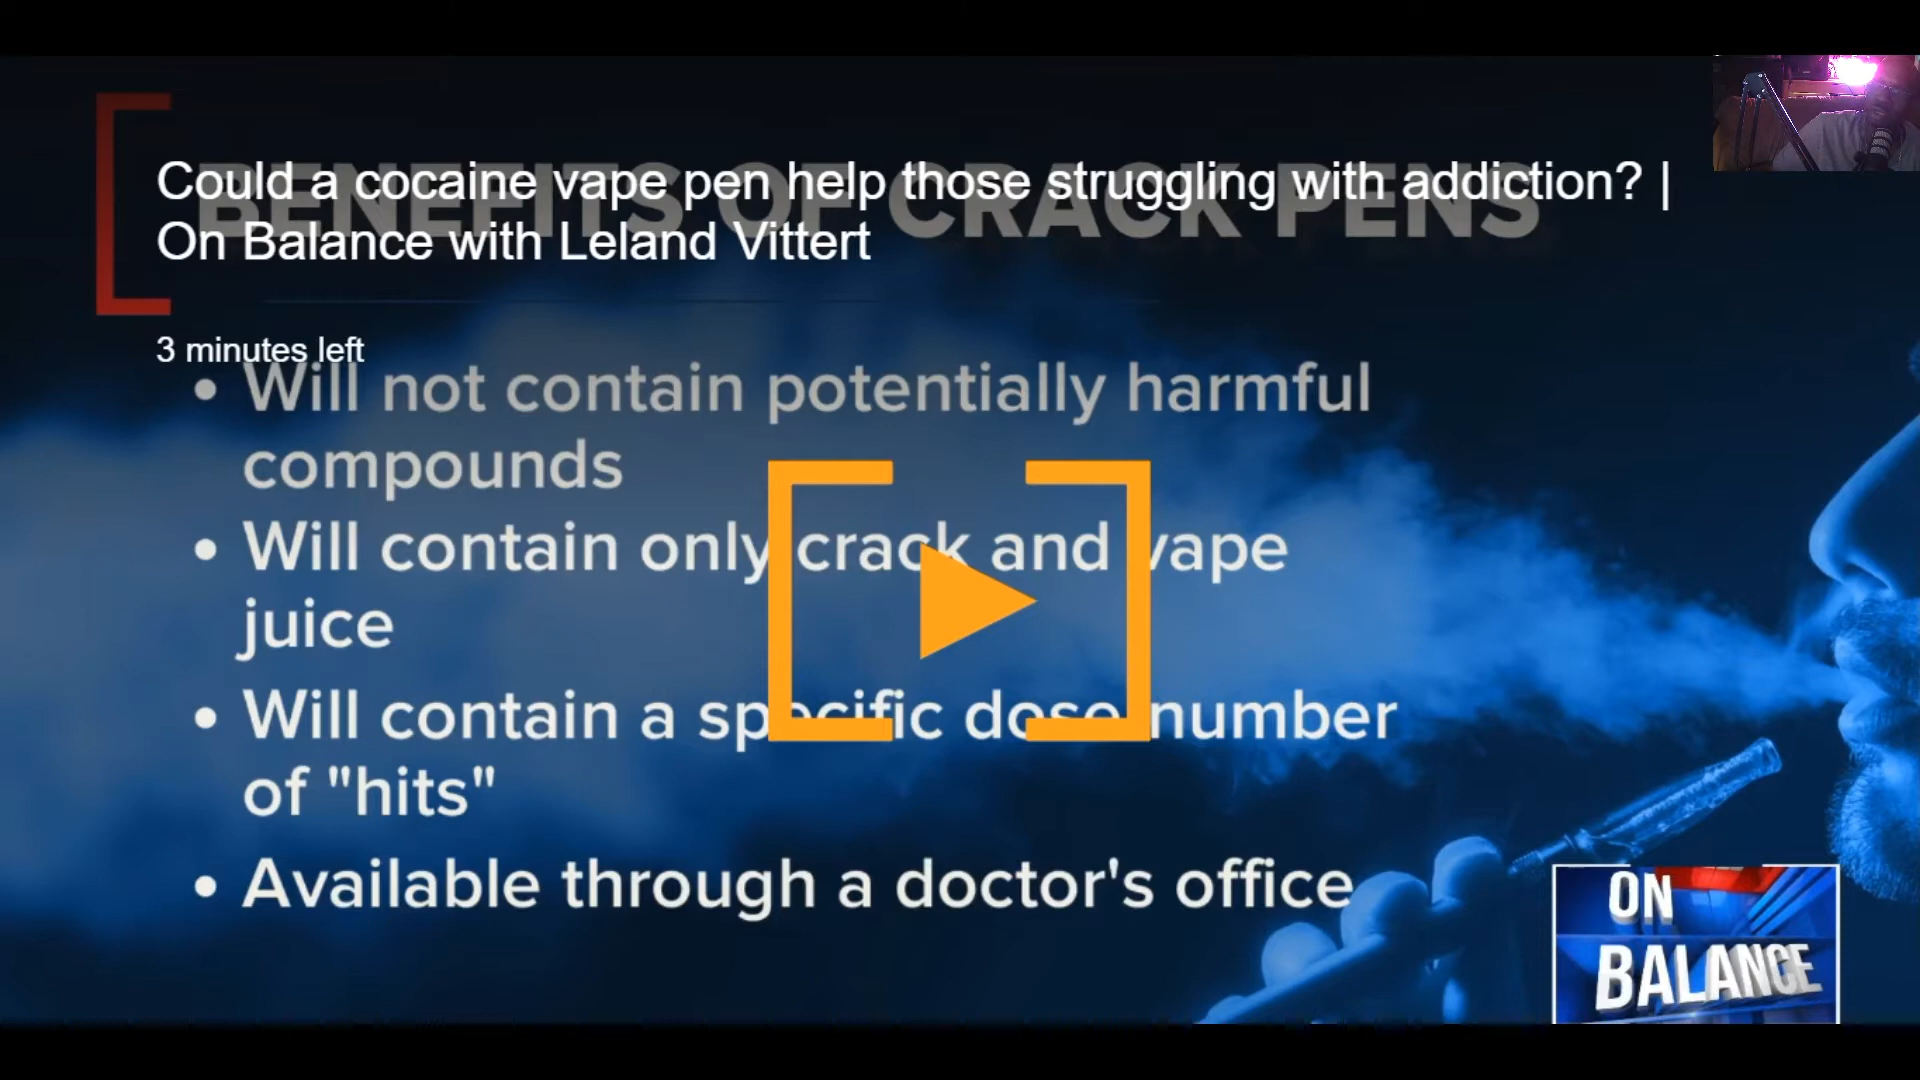 Could a cocaine vape pen help those struggling with addiction? |
On Balance with Leland Vittert
BENEFITS OF CRACK PENS
3 minutes left
• Will not contain potentially harmful
compounds
• Will contain only crack and vape
juice
• Will contain a specific dose number
of "hits"
• Available through a doctor's office
ON
BALANCE